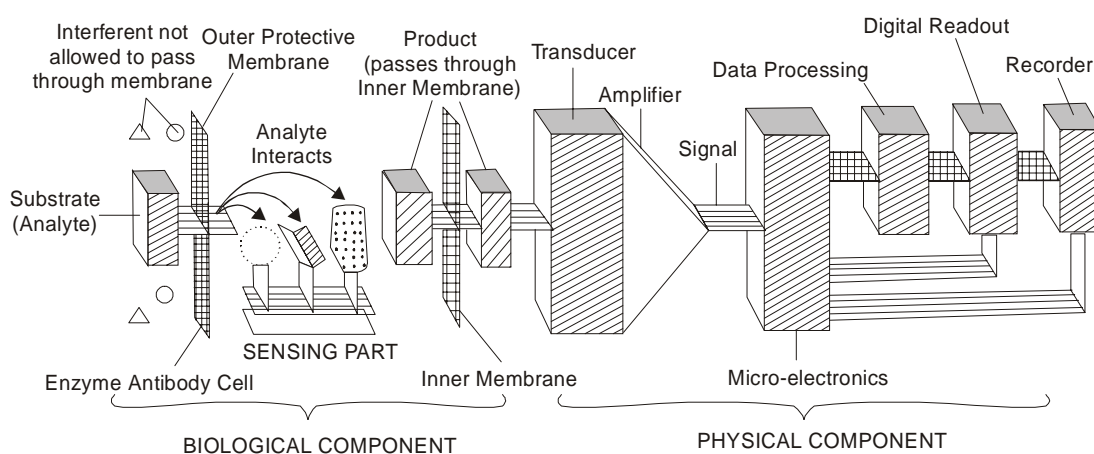 Interferent not
allowed to pass
through membrane
Outer Protective
Membrane
Product
(passes through
Inner Membrane)
Transducer
Amplifier
Data Processing
Digital Readout
Recorder
Analyte
Interacts
Signal
Substrate
(Analyte)
SENSING PART
Enzyme Antibody Cell
Inner Membrane
Micro-electronics
BIOLOGICAL COMPONENT
PHYSICAL COMPONENT